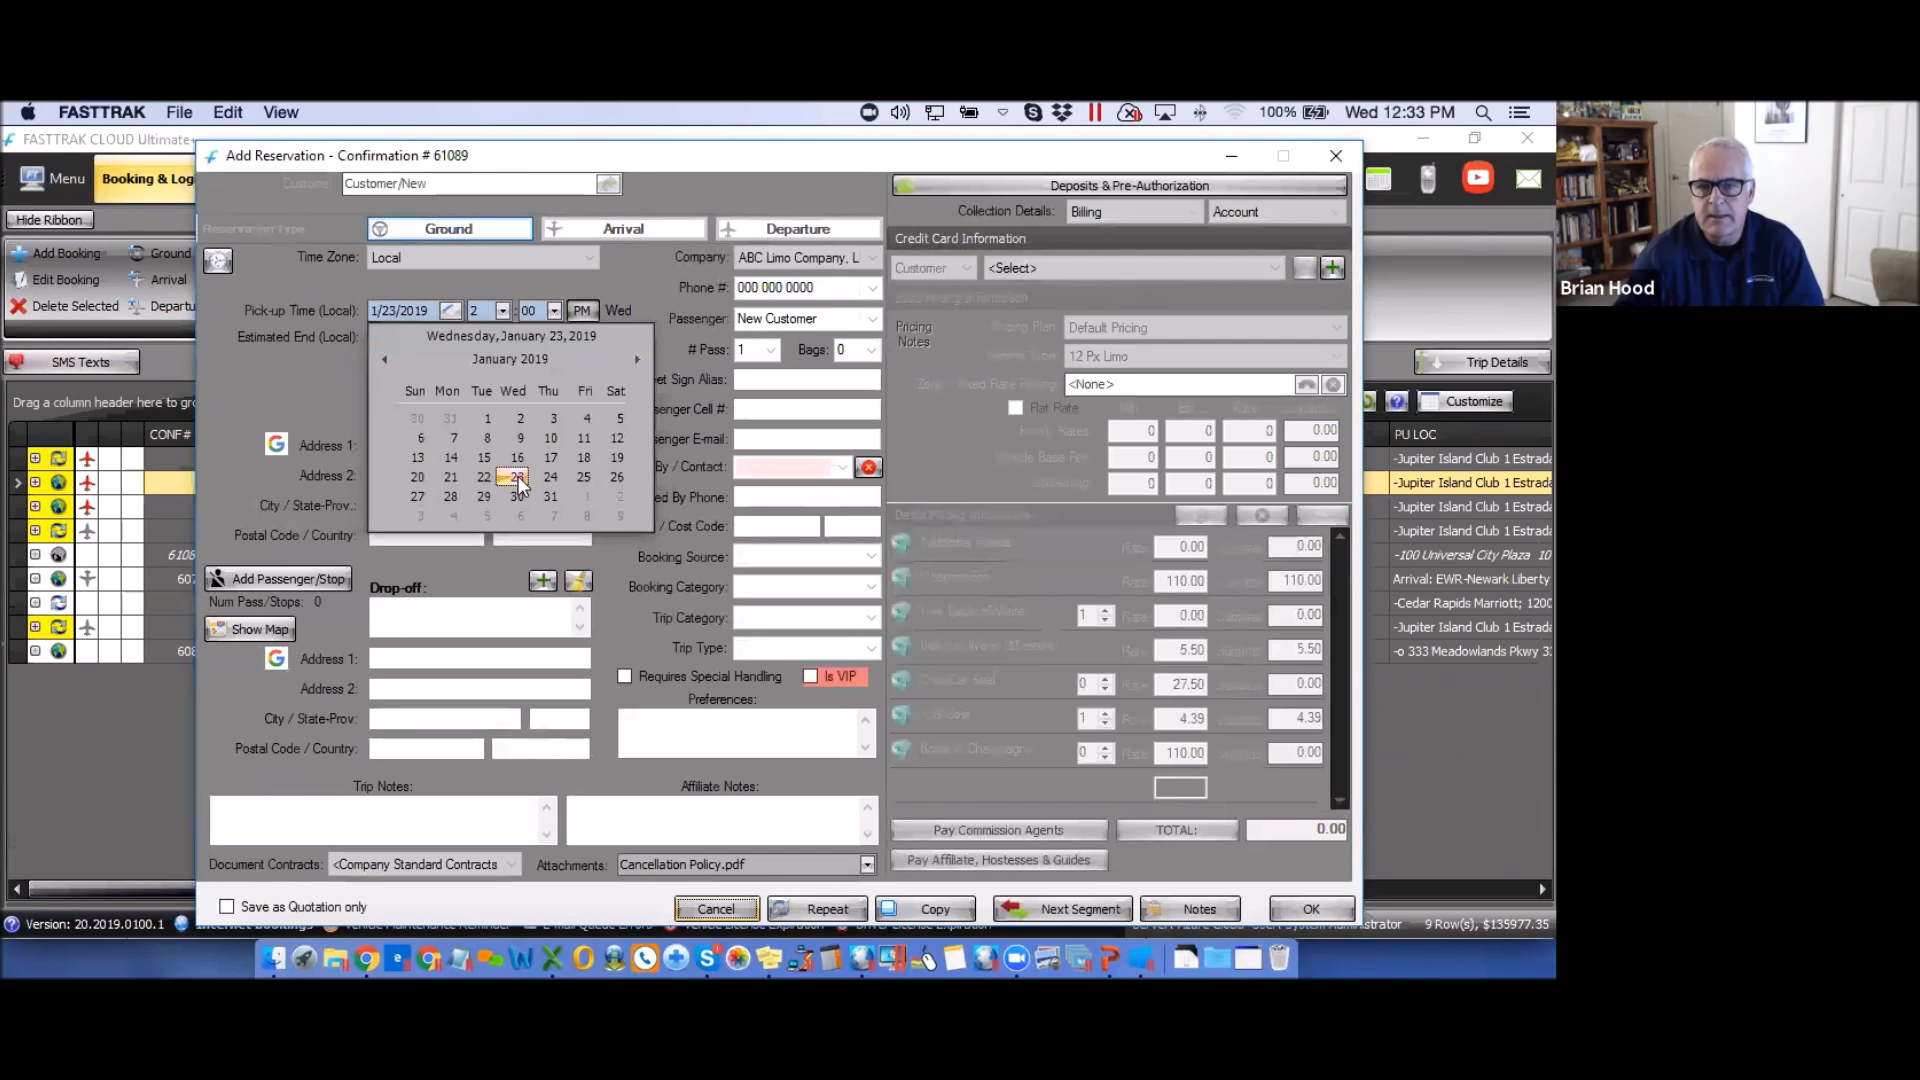 FASTTRAK File Edit View
100% Wed 12:33 PM
FASTTRAK CLOUD Ultimate
Add Reservation - Confirmation # 61089
Menu
Booking & Log
Customer/New
Deposits & Pre-Authorization
Collection Details: Billing Account
Hide Ribbon
Reservation Type
Ground Arrival Departure
Credit Card Information
Add Booking Ground
Time Zone: Local
Company: ABC Limo Company, L
Customer <Select>
Edit Booking Arrival
Phone #: 000 000 0000
Brian Hood
Delete Selected Departu
Pick-up Time (Local): 1/23/2019 2 : 00 PM Wed
Passenger: New Customer
Pricing Notes
Default Pricing
Estimated End (Local):
Wednesday, January 23, 2019
# Pass: 1 Bags: 0
12 Px Limo
SMS Texts
January 2019
Trip Details
eet Sign Alias:
<None>
Sun Mon Tue Wed Thu Fri Sat
Drag a column header here to gro
Customize
30 31 1 2 3 4 5
senger Cell #:
Flat Rate
CONF#
6 7 8 9 10 11 12
senger E-mail:
0 0 0 0.00
PU LOC
Address 1:
13 14 15 16 17 18 19
By / Contact:
0 0 0 0.00
-Jupiter Island Club 1 Estrada
Address 2:
20 21 22 23 24 25 26
0 0 0 0.00
-Jupiter Island Club 1 Estrada
City / State-Prov.:
27 28 29 30 31 1 2
ed By Phone:
-Jupiter Island Club 1 Estrada
3 4 5 6 7 8 9
/ Cost Code:
-Jupiter Island Club 1 Estrada
Postal Code / Country:
0.00 0.00
6108
Booking Source:
-100 Universal City Plaza 10
Add Passenger/Stop
Drop-off:
Booking Category:
110.00 110.00
607
Arrival: EWR-Newark Liberty
Num Pass/Stops: 0
Trip Category:
1 0.00 0.00
-Cedar Rapids Marriott; 1200
Show Map
-Jupiter Island Club 1 Estrada
Address 1:
Trip Type:
5.50 5.50
608
-o 333 Meadowlands Pkwy 3
Requires Special Handling Is VIP
0 27.50 0.00
Address 2:
Preferences:
City / State-Prov:
1 4.39 4.39
Postal Code / Country:
0 110.00 0.00
Trip Notes: Affiliate Notes:
Pay Commission Agents TOTAL: 0.00
Document Contracts: <Company Standard Contracts
Attachments: Cancellation Policy.pdf
Pay Affiliate, Hostesses & Guides
Save as Quotation only
Cancel Repeat Copy Next Segment Notes OK
Version: 20.2019.0100.1
9 Row(s), $135977.35